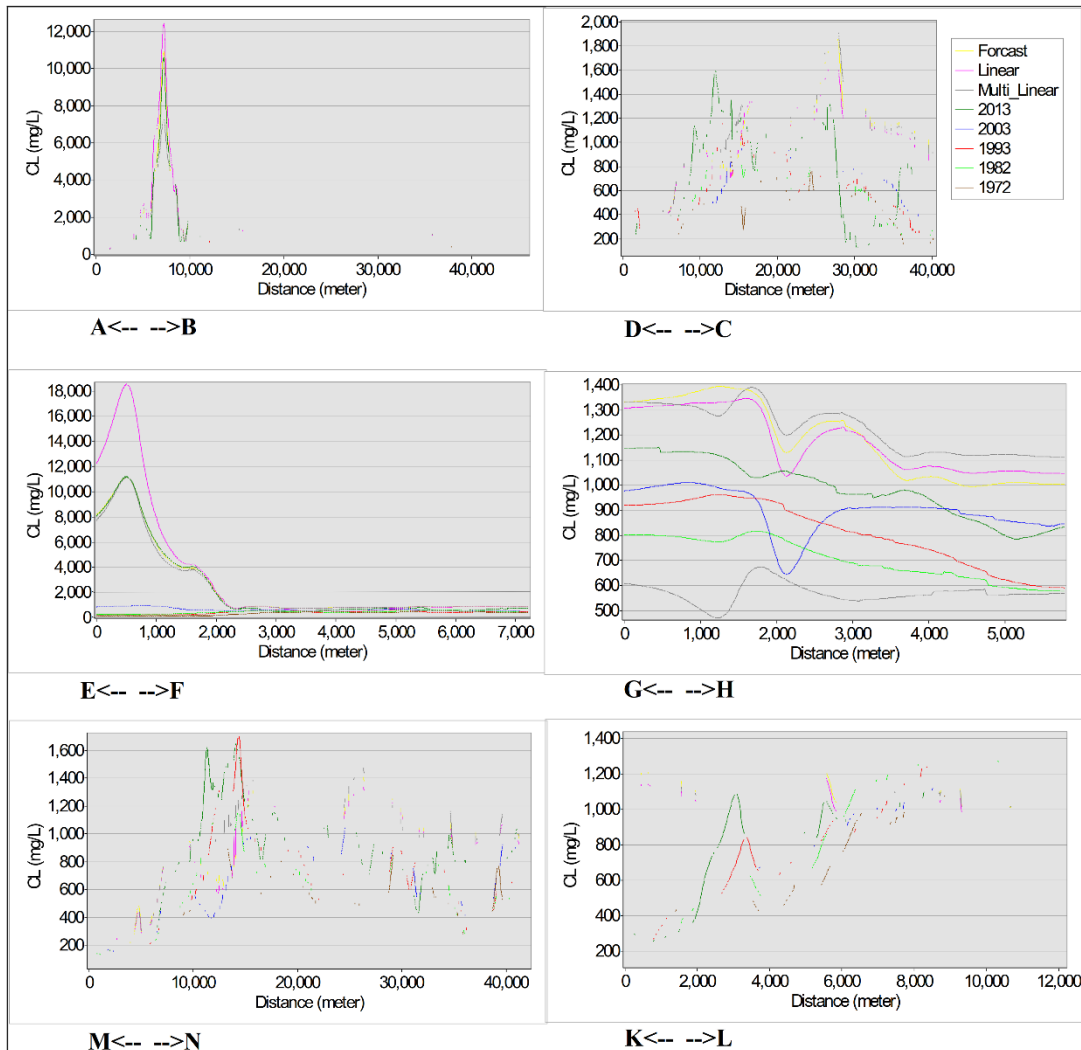 12,000
10,000
8,000
6,000
4,000
2,000
0
CL (mg/L)
0 10,000 20,000 30,000 40,000
Distance (meter)
A<-- -->B
2,000
1,800
1,600
1,400
1,200
1,000
800
600
400
200
CL (mg/L)
0 10,000 20,000 30,000 40,000
Distance (meter)
D<-- -->C
Forcast
Linear
Multi_Linear
2013
2003
1993
1982
1972
18,000
16,000
14,000
12,000
10,000
8,000
6,000
4,000
2,000
0
CL (mg/L)
0 1,000 2,000 3,000 4,000 5,000 6,000 7,000
Distance (meter)
E<-- -->F
1,400
1,300
1,200
1,100
1,000
900
800
700
600
500
CL (mg/L)
0 1,000 2,000 3,000 4,000 5,000
Distance (meter)
G<-- -->H
1,600
1,400
1,200
1,000
800
600
400
200
CL (mg/L)
0 10,000 20,000 30,000 40,000
Distance (meter)
M<-- -->N
1,400
1,200
1,000
800
600
400
200
CL (mg/L)
0 2,000 4,000 6,000 8,000 10,000 12,000
Distance (meter)
K<-- -->L